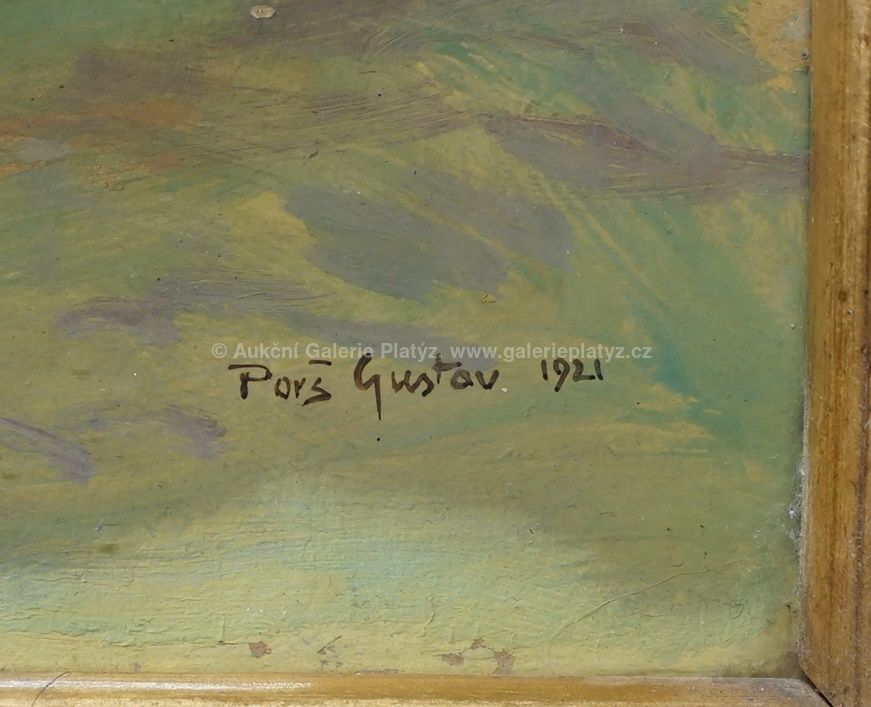 © Aukční Galerie Platýz, www.galerieplatyz.cz
Porš Gustav 1921